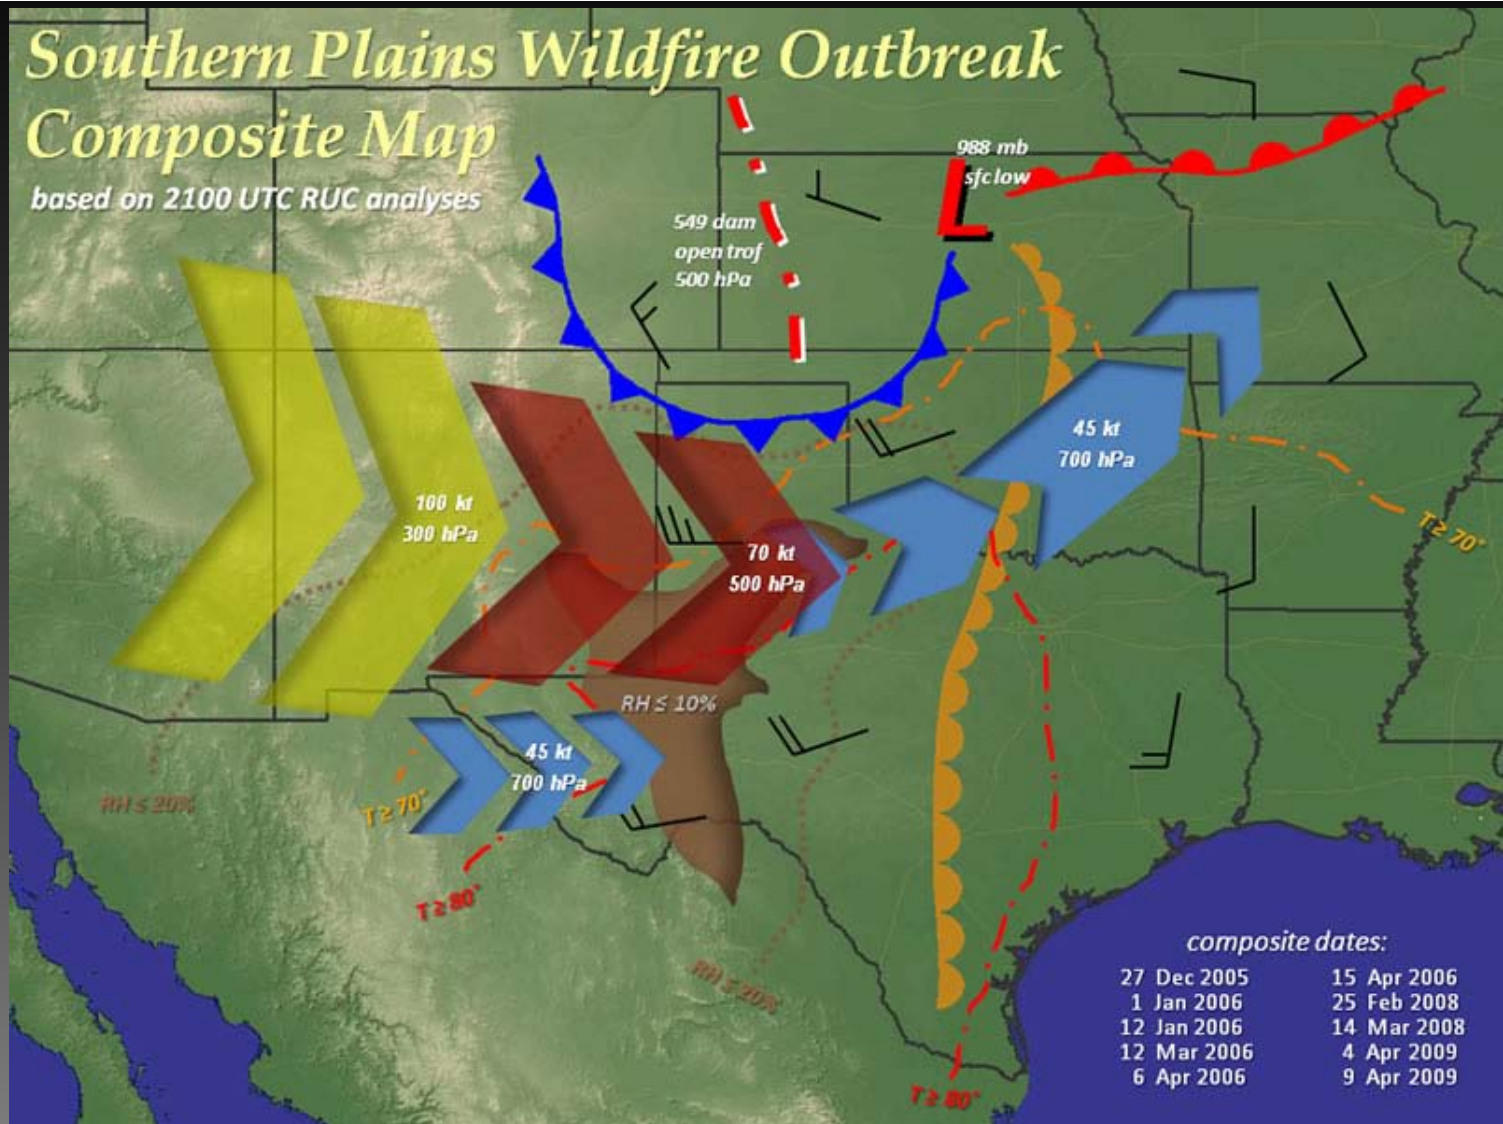 Southern Plains Wildfire Outbreak
Composite Map
based on 2100 UTC RUC analyses
988 mb
sfc low
L
549 dam
open trof
500 hPa
45 kt
700 hPa
100 kt
300 hPa
T ≥ 70°
70 kt
500 hPa
RH ≤ 10%
45 kt
700 hPa
RH ≤ 20%
T ≥ 70°
T ≥ 80°
RH ≤ 20%
T ≥ 80°
composite dates:
27 Dec 2005 15 Apr 2006
1 Jan 2006 25 Feb 2008
12 Jan 2006 14 Mar 2008
12 Mar 2006 4 Apr 2009
6 Apr 2006 9 Apr 2009